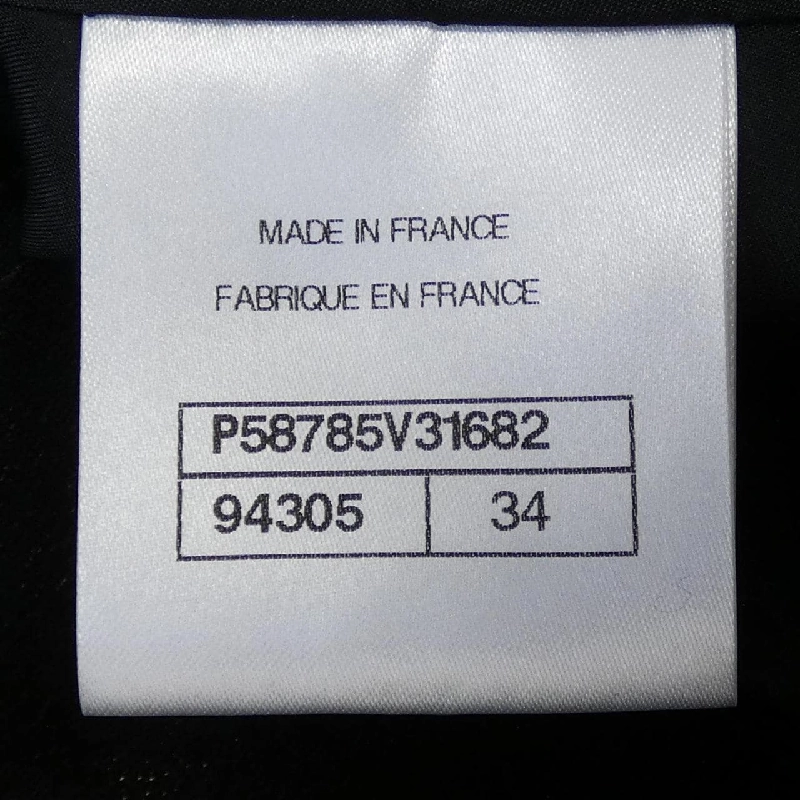 MADE IN FRANCE
FABRIQUE EN FRANCE
P58785V31682
94305 34